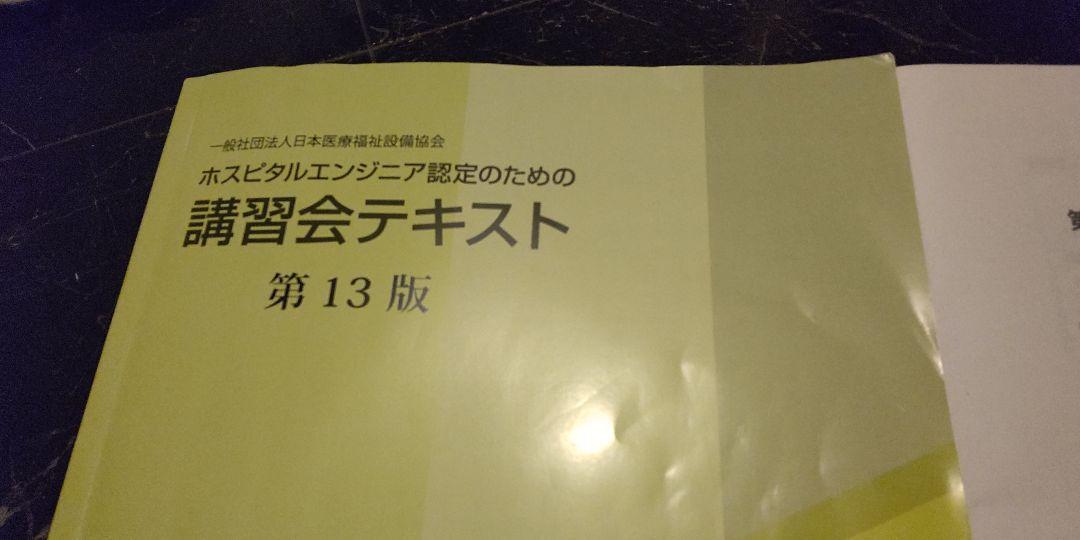 一般社団法人日本医療福祉設備協会
ホスピタルエンジニア認定のための
講習会テキスト
第 13 版